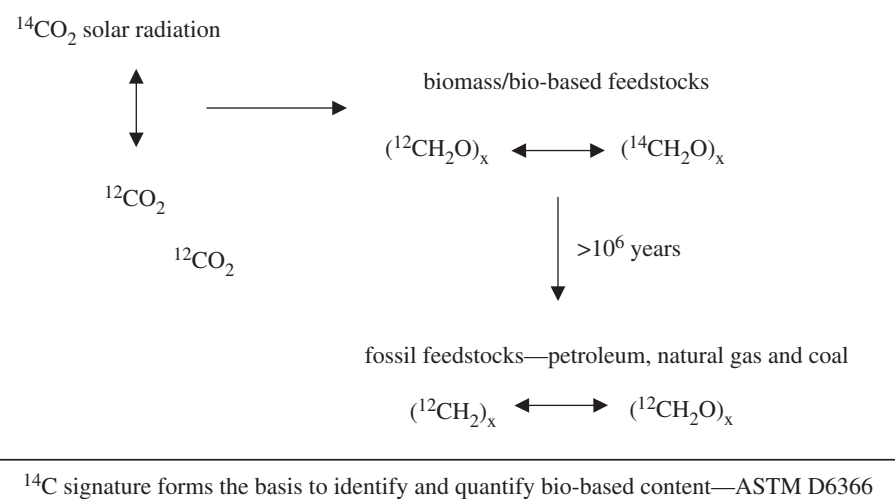 ¹⁴CO₂ solar radiation
biomass/bio-based feedstocks
(¹²CH₂O)ₓ (¹⁴CH₂O)ₓ
¹²CO₂
¹²CO₂
>10⁶ years
fossil feedstocks—petroleum, natural gas and coal
(¹²CH₂)ₓ (¹²CH₂O)ₓ
¹⁴C signature forms the basis to identify and quantify bio-based content—ASTM D6366